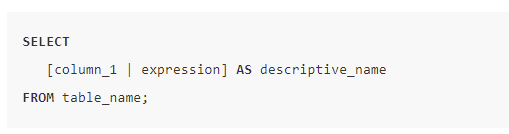 SELECT
[column_1 | expression] AS descriptive_name
FROM table_name;